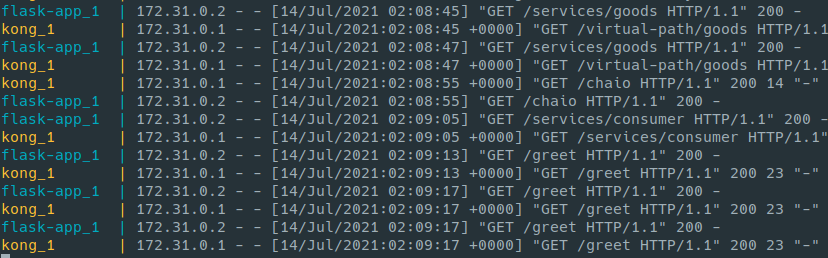 flask-app_1 | 172.31.0.2 - - [14/Jul/2021 02:08:45] "GET /services/goods HTTP/1.1" 200 -
kong_1 | 172.31.0.1 - - [14/Jul/2021:02:08:45 +0000] "GET /virtual-path/goods HTTP/1.
flask-app_1 | 172.31.0.2 - - [14/Jul/2021 02:08:47] "GET /services/goods HTTP/1.1" 200 -
kong_1 | 172.31.0.1 - - [14/Jul/2021:02:08:47 +0000] "GET /virtual-path/goods HTTP/1.
kong_1 | 172.31.0.1 - - [14/Jul/2021:02:08:55 +0000] "GET /chaio HTTP/1.1" 200 14 "-"
flask-app_1 | 172.31.0.2 - - [14/Jul/2021 02:08:55] "GET /chaio HTTP/1.1" 200 -
flask-app_1 | 172.31.0.2 - - [14/Jul/2021 02:09:05] "GET /services/consumer HTTP/1.1" 200 -
kong_1 | 172.31.0.1 - - [14/Jul/2021:02:09:05 +0000] "GET /services/consumer HTTP/1.1"
flask-app_1 | 172.31.0.2 - - [14/Jul/2021 02:09:13] "GET /greet HTTP/1.1" 200 -
kong_1 | 172.31.0.1 - - [14/Jul/2021:02:09:13 +0000] "GET /greet HTTP/1.1" 200 23 "-"
flask-app_1 | 172.31.0.2 - - [14/Jul/2021 02:09:17] "GET /greet HTTP/1.1" 200 -
kong_1 | 172.31.0.1 - - [14/Jul/2021:02:09:17 +0000] "GET /greet HTTP/1.1" 200 23 "-"
flask-app_1 | 172.31.0.2 - - [14/Jul/2021 02:09:17] "GET /greet HTTP/1.1" 200 -
kong_1 | 172.31.0.1 - - [14/Jul/2021:02:09:17 +0000] "GET /greet HTTP/1.1" 200 23 "-"